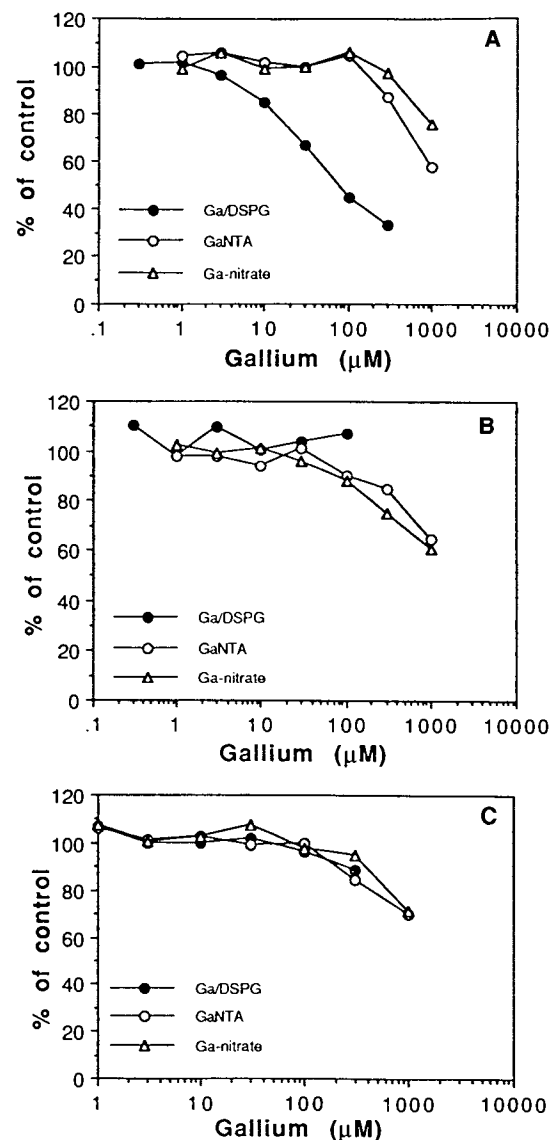 A
120
100
80
60
40
20
0
% of control
Ga/DSPG
GaNTA
Ga-nitrate
.1 1 10 100 1000 10000
Gallium (μM)
B
120
100
80
60
40
20
0
% of control
Ga/DSPG
GaNTA
Ga-nitrate
.1 1 10 100 1000 10000
Gallium (μM)
C
120
100
80
60
40
20
0
% of control
Ga/DSPG
GaNTA
Ga-nitrate
1 10 100 1000 10000
Gallium (μM)